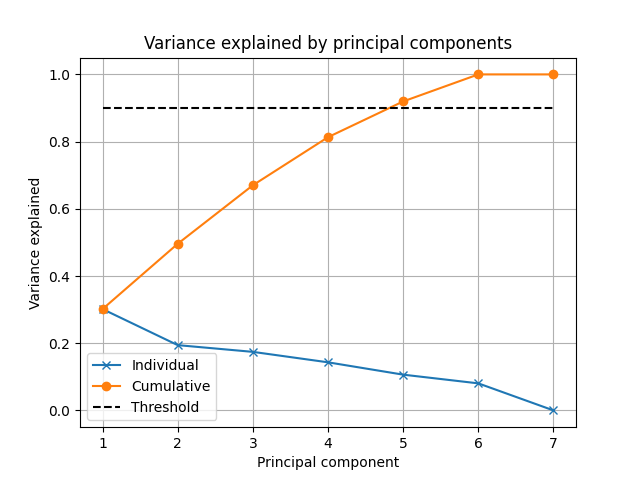 Variance explained by principal components
1.0
0.8
0.6
0.4
0.2
0.0
Variance explained
Individual
Cumulative
Threshold
1 2 3 4 5 6 7
Principal component